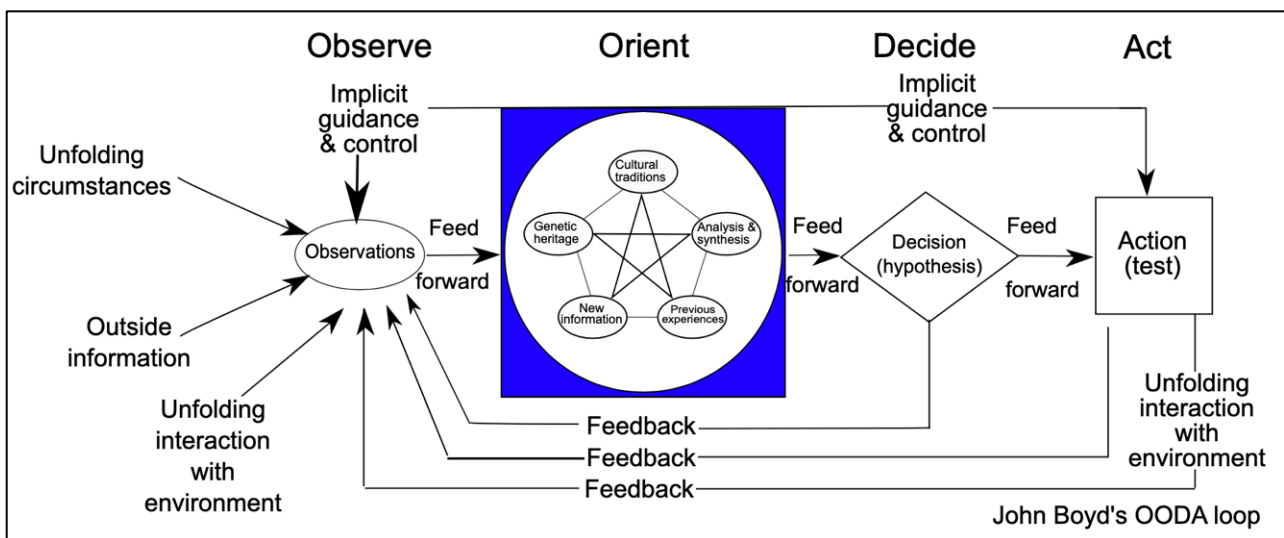 Observe
Orient
Decide
Act
Implicit
guidance
& control
Implicit
guidance
& control
Unfolding
circumstances
Observations
Outside
information
Unfolding
interaction
with
environment
Feed
forward
Cultural
traditions
Genetic
heritage
Analysis &
synthesis
New
information
Previous
experiences
Feed
forward
Decision
(hypothesis)
Feed
forward
Action
(test)
Unfolding
interaction
with
environment
Feedback
Feedback
Feedback
John Boyd's OODA loop